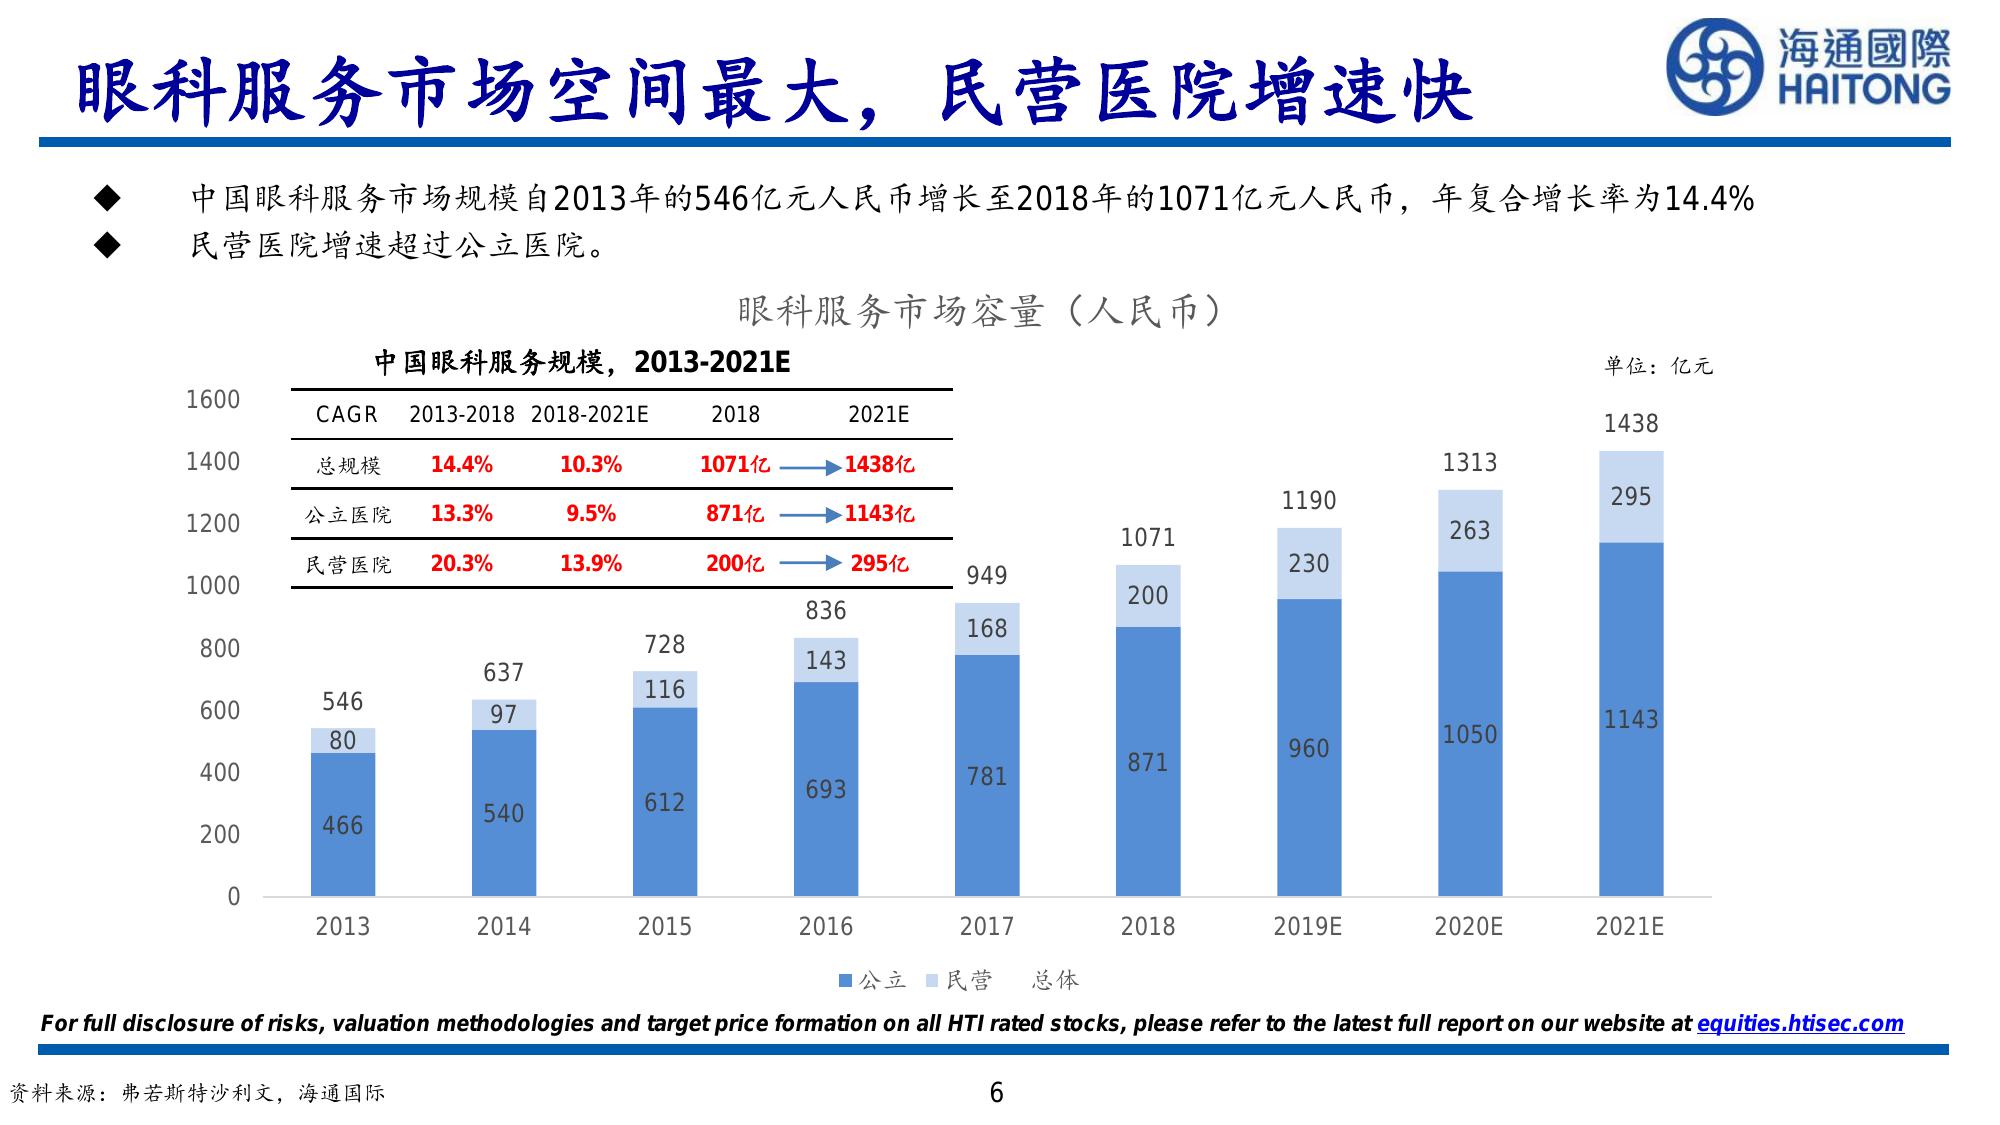 眼科服务市场空间最大，民营医院增速快
海通國際
HAITONG
◆ 中国眼科服务市场规模自2013年的546亿元人民币增长至2018年的1071亿元人民币，年复合增长率为14.4%
◆ 民营医院增速超过公立医院。
眼科服务市场容量（人民币）
中国眼科服务规模，2013-2021E
单位：亿元
CAGR 2013-2018 2018-2021E 2018 2021E
总规模 14.4% 10.3% 1071亿 1438亿
公立医院 13.3% 9.5% 871亿 1143亿
民营医院 20.3% 13.9% 200亿 295亿
1600
1400
1200
1000
800
600
400
200
0
546 637 728 836 949 1071 1190 1313 1438
80 97 116 143 168 200 230 263 295
466 540 612 693 781 871 960 1050 1143
2013 2014 2015 2016 2017 2018 2019E 2020E 2021E
公立 民营 总体
For full disclosure of risks, valuation methodologies and target price formation on all HTI rated stocks, please refer to the latest full report on our website at equities.htisec.com
资料来源：弗若斯特沙利文，海通国际
6